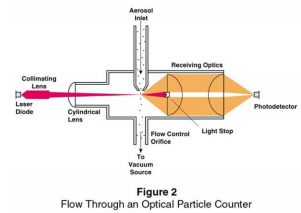 Aerosol
Inlet
Receiving Optics
Collimating
Lens
Laser
Diode
Cylindrical
Lens
Photodetector
Light Stop
Flow Control
Orifice
To
Vacuum
Source
Figure 2
Flow Through an Optical Particle Counter